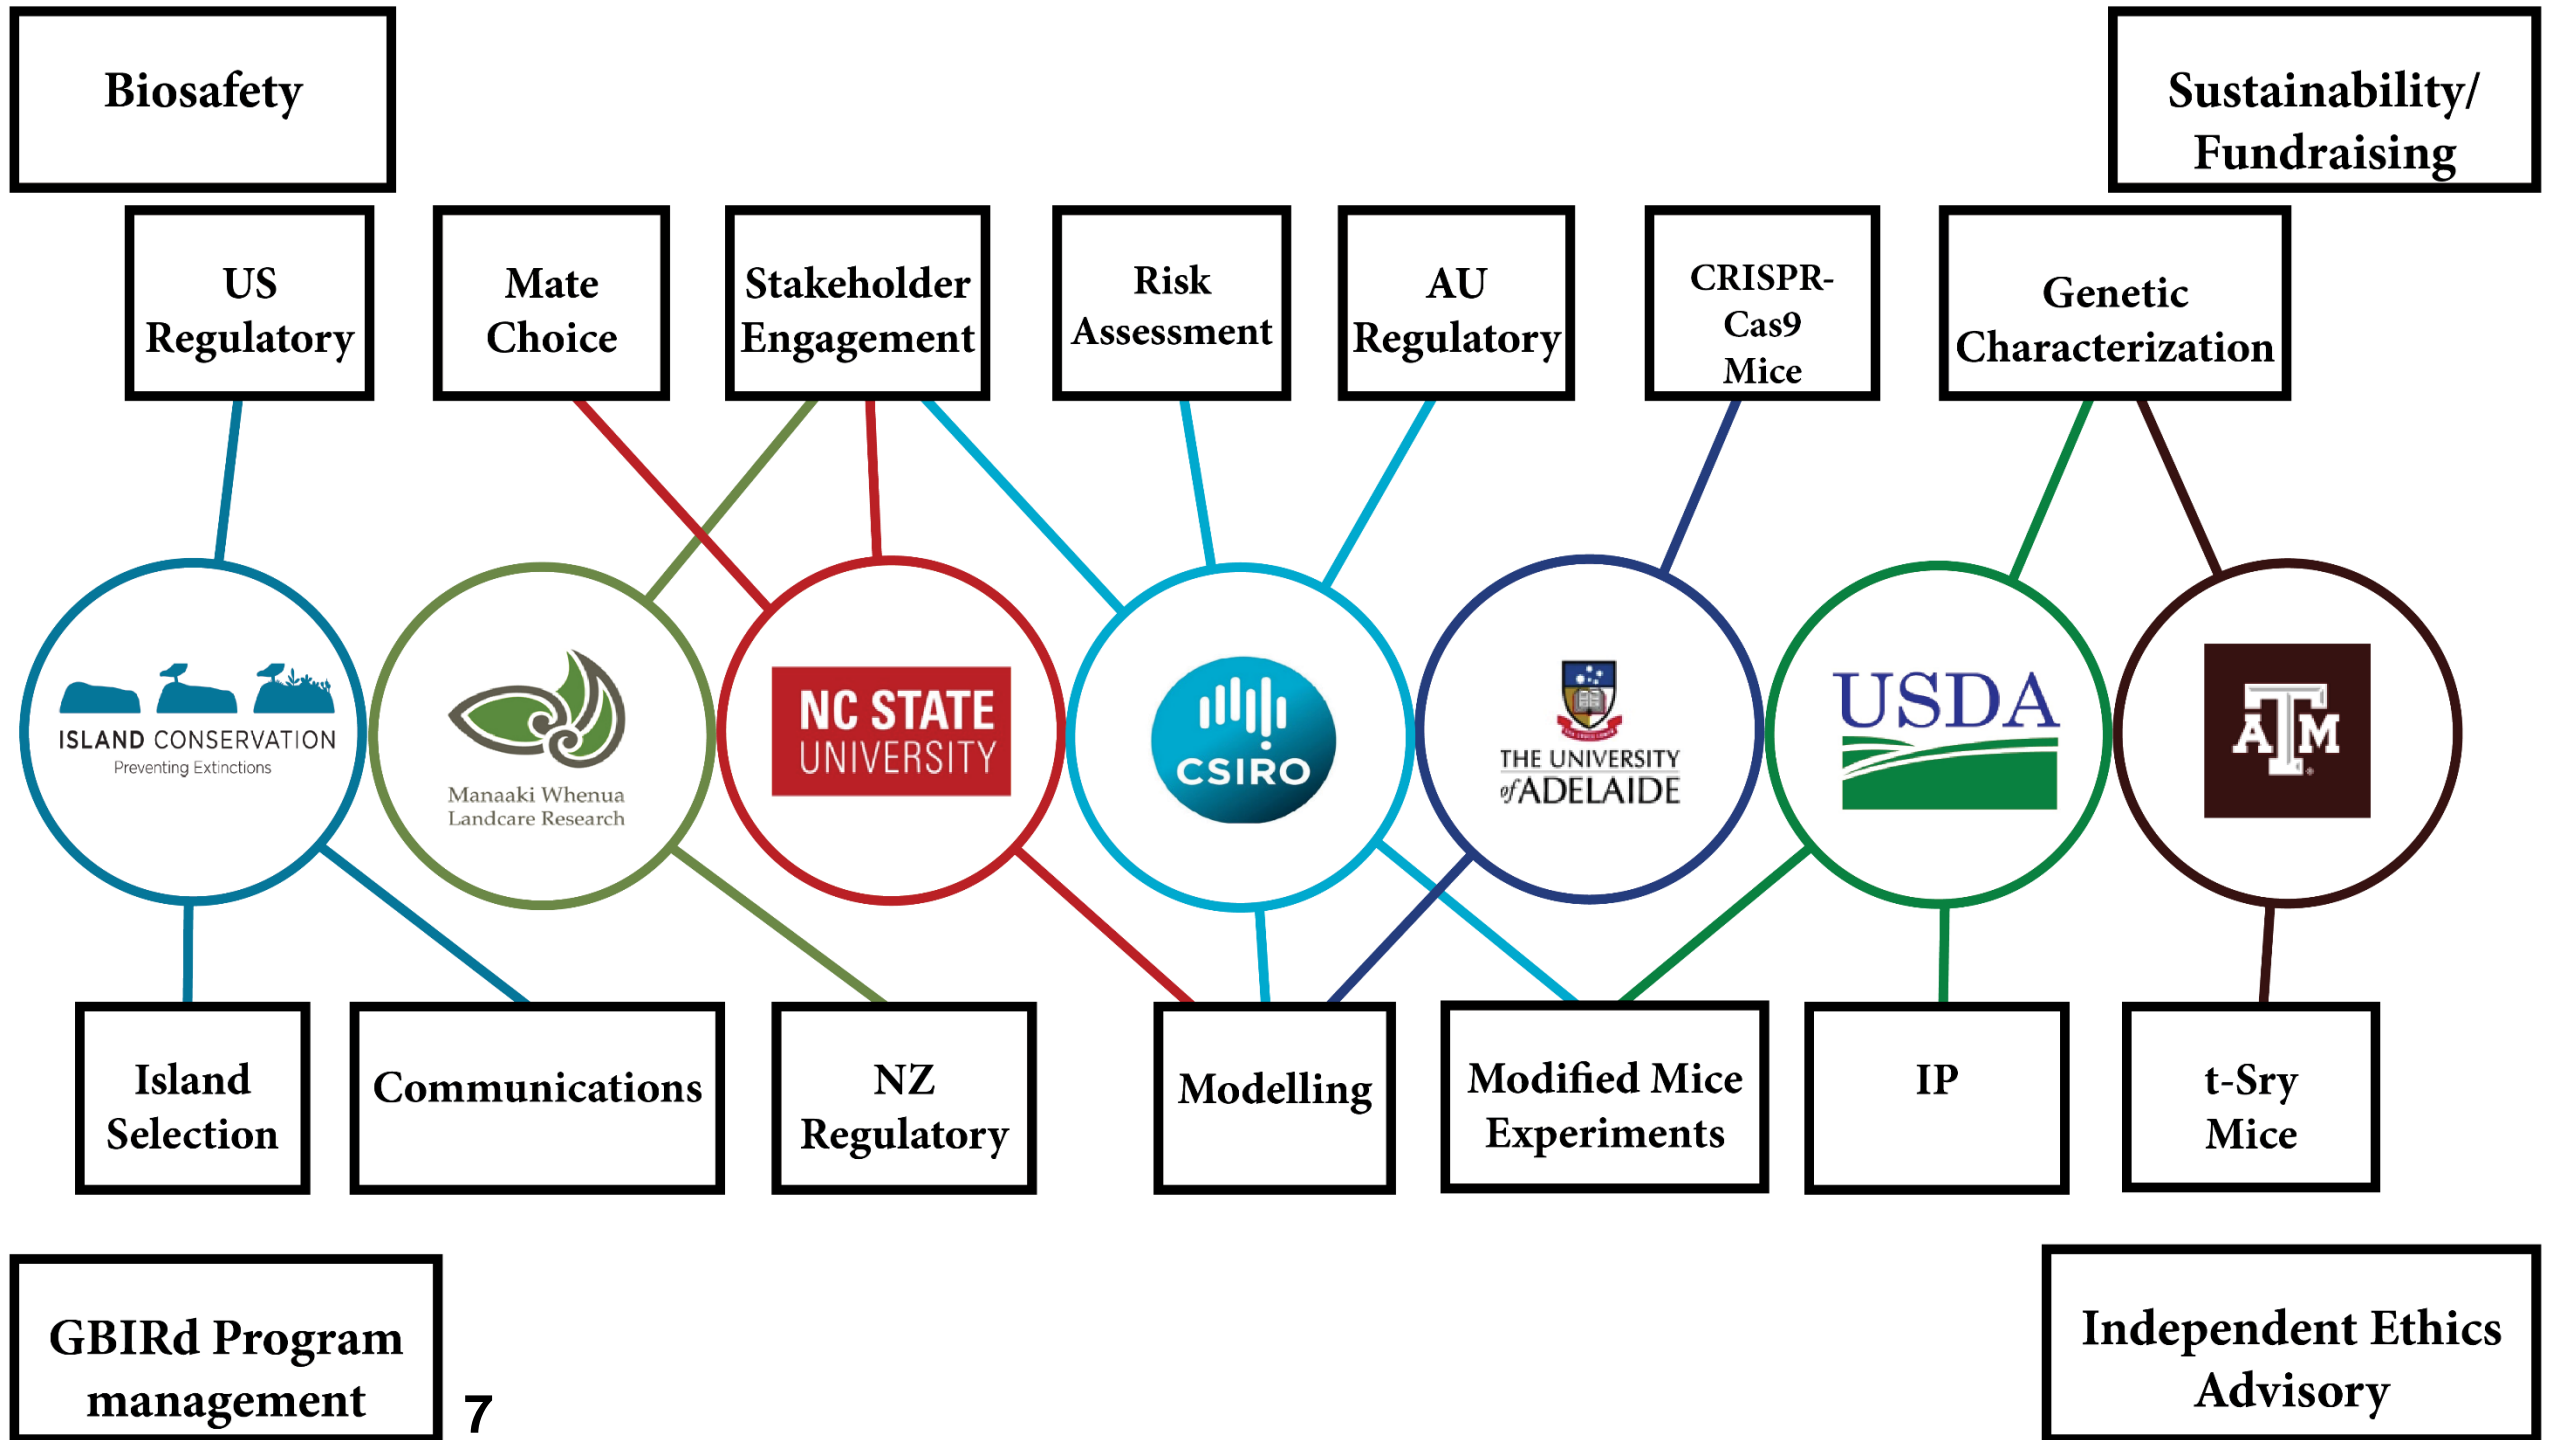 Biosafety
Sustainability/
Fundraising
US
Regulatory
Mate
Choice
Stakeholder
Engagement
Risk
Assessment
AU
Regulatory
CRISPR-
Cas9
Mice
Genetic
Characterization
ISLAND CONSERVATION
Preventing Extinctions
Manaaki Whenua
Landcare Research
NC STATE
UNIVERSITY
CSIRO
THE UNIVERSITY
of ADELAIDE
USDA
ATM
Island
Selection
Communications
NZ
Regulatory
Modelling
Modified Mice
Experiments
IP
t-Sry
Mice
GBIRd Program
management
7
Independent Ethics
Advisory